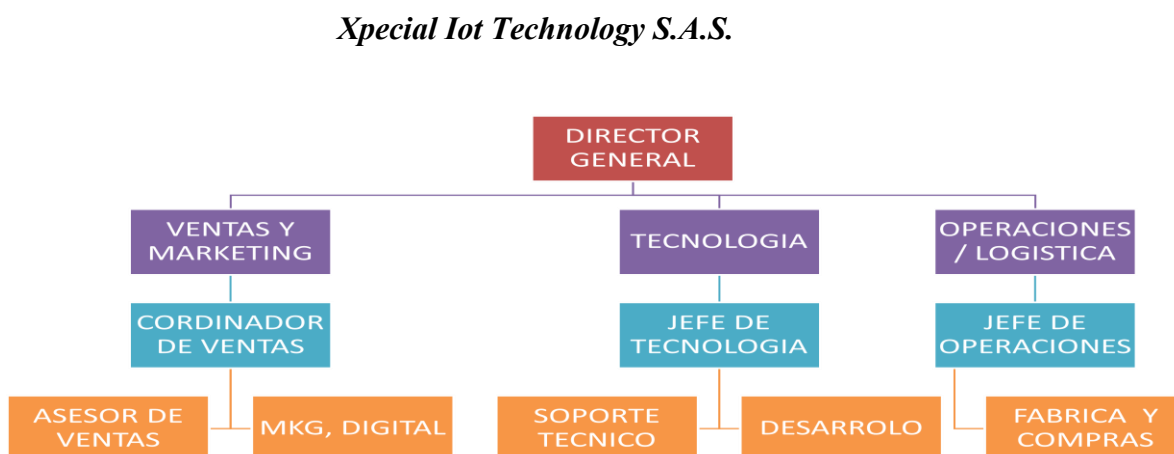 Xpecial Iot Technology S.A.S.
DIRECTOR
GENERAL
VENTAS Y
MARKETING
TECNOLOGIA
OPERACIONES
/ LOGISTICA
CORDINADOR
DE VENTAS
JEFE DE
TECNOLOGIA
JEFE DE
OPERACIONES
ASESOR DE
VENTAS
MKG, DIGITAL
SOPORTE
TECNICO
DESARROLO
FABRICA Y
COMPRAS